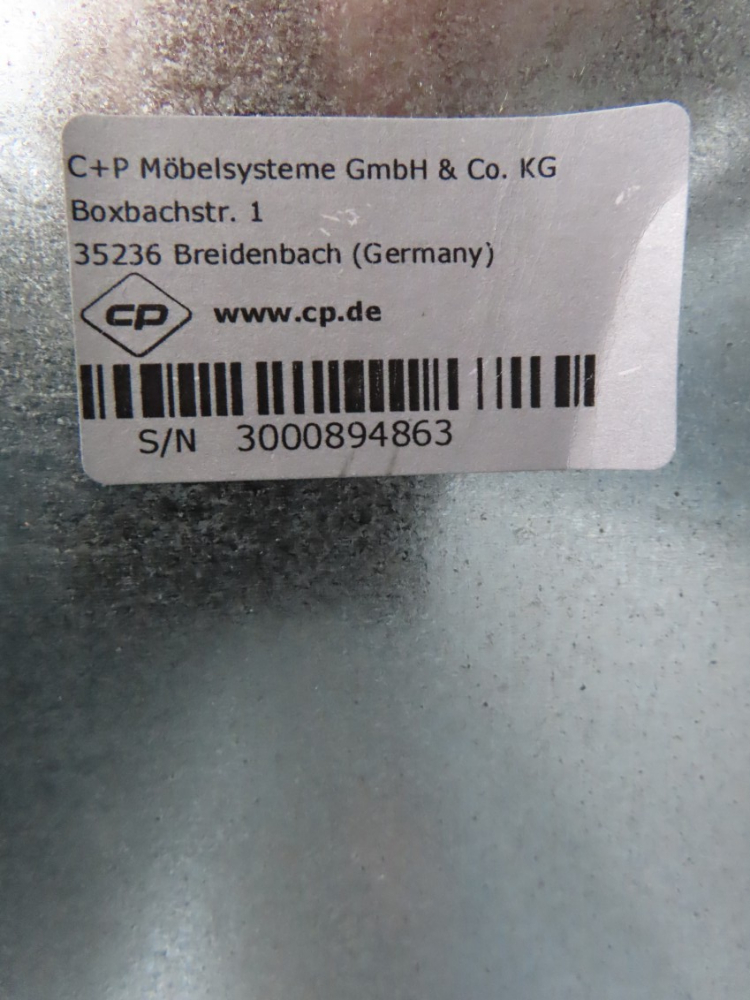 C+P Möbelsysteme GmbH & Co. KG
Boxbachstr. 1
35236 Breidenbach (Germany)
cp www.cp.de
S/N 3000894863